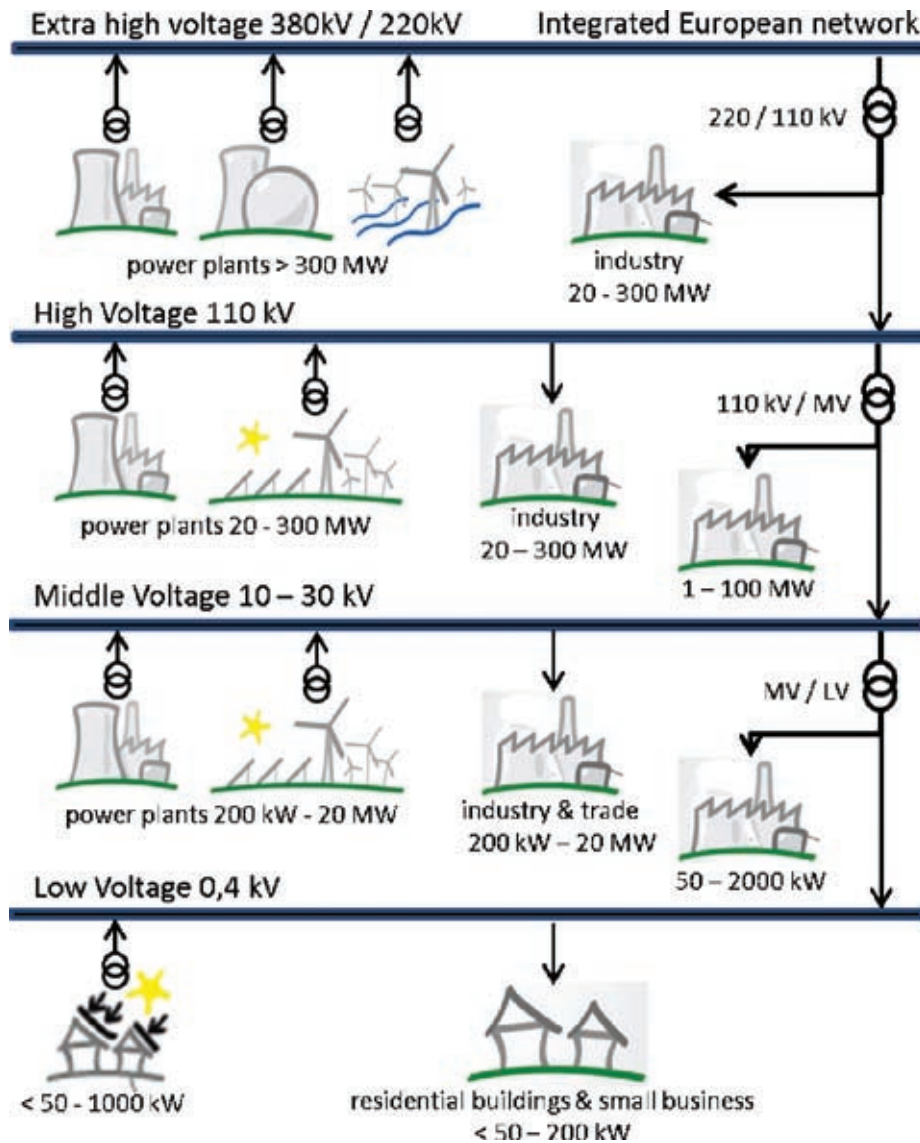 Extra high voltage 380kV / 220kV
Integrated European network
220 / 110 kV
power plants > 300 MW
industry
20 - 300 MW
High Voltage 110 kV
110 kV / MV
power plants 20 - 300 MW
industry
20 – 300 MW
1 – 100 MW
Middle Voltage 10 – 30 kV
MV / LV
power plants 200 kW - 20 MW
industry & trade
200 kW – 20 MW
50 – 2000 kW
Low Voltage 0,4 kV
< 50 - 1000 kW
residential buildings & small business
< 50 – 200 kW